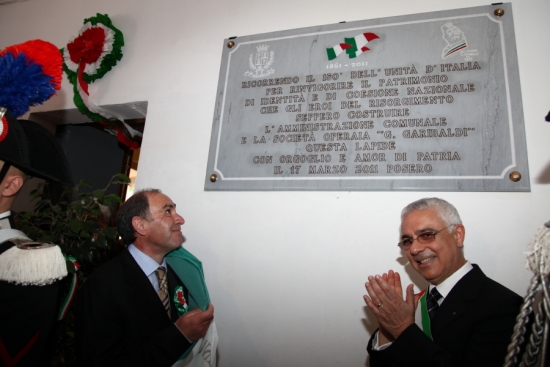 1861 - 2011
RICORRENDO IL 150° DELL'UNITÀ D'ITALIA
PER RINVIGORIRE IL PATRIMONIO
DI IDENTITÀ E DI COESIONE NAZIONALE
CHE GLI EROI DEL RISORGIMENTO
SEPPERO COSTRUIRE
L'AMMINISTRAZIONE COMUNALE
E LA SOCIETÀ OPERAIA "G. GARIBALDI"
QUESTA LAPIDE
CON ORGOGLIO E AMOR DI PATRIA
IL 17 MARZO 2011 POSERO